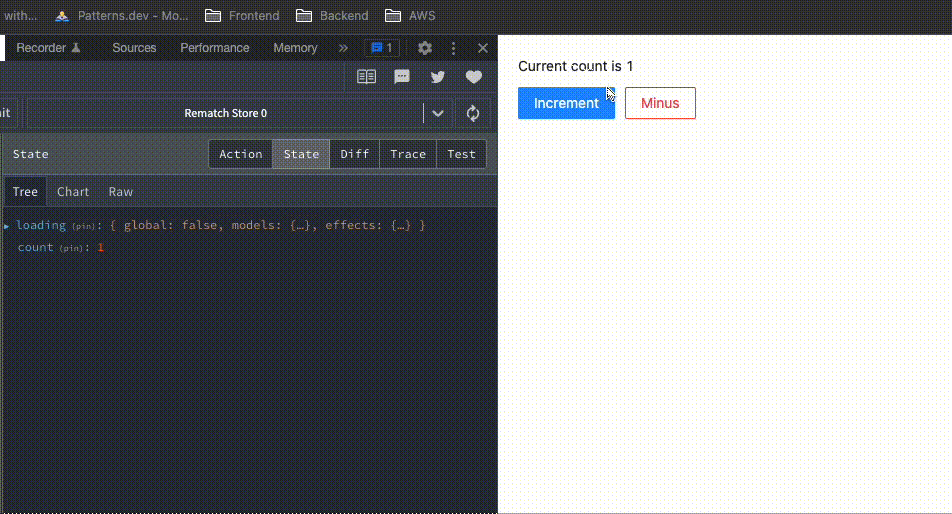 with... Patterns.dev - Mo... Frontend Backend AWS
Recorder Sources Performance Memory » 1
Rematch Store 0
State Action State Diff Trace Test
Tree Chart Raw
loading (pin): { global: false, models: {…}, effects: {…} }
count (pin): 1
Current count is 1
Increment Minus